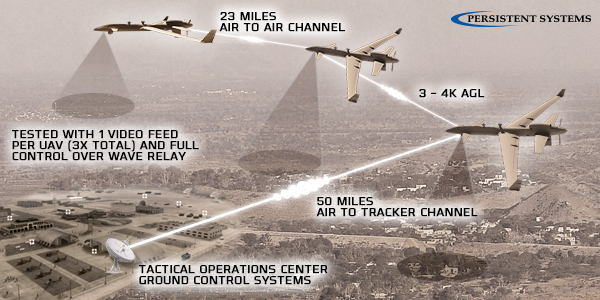 PERSISTENT SYSTEMS
23 MILES
AIR TO AIR CHANNEL
3 - 4K AGL
TESTED WITH 1 VIDEO FEED
PER UAV (3X TOTAL) AND FULL
CONTROL OVER WAVE RELAY
50 MILES
AIR TO TRACKER CHANNEL
TACTICAL OPERATIONS CENTER
GROUND CONTROL SYSTEMS